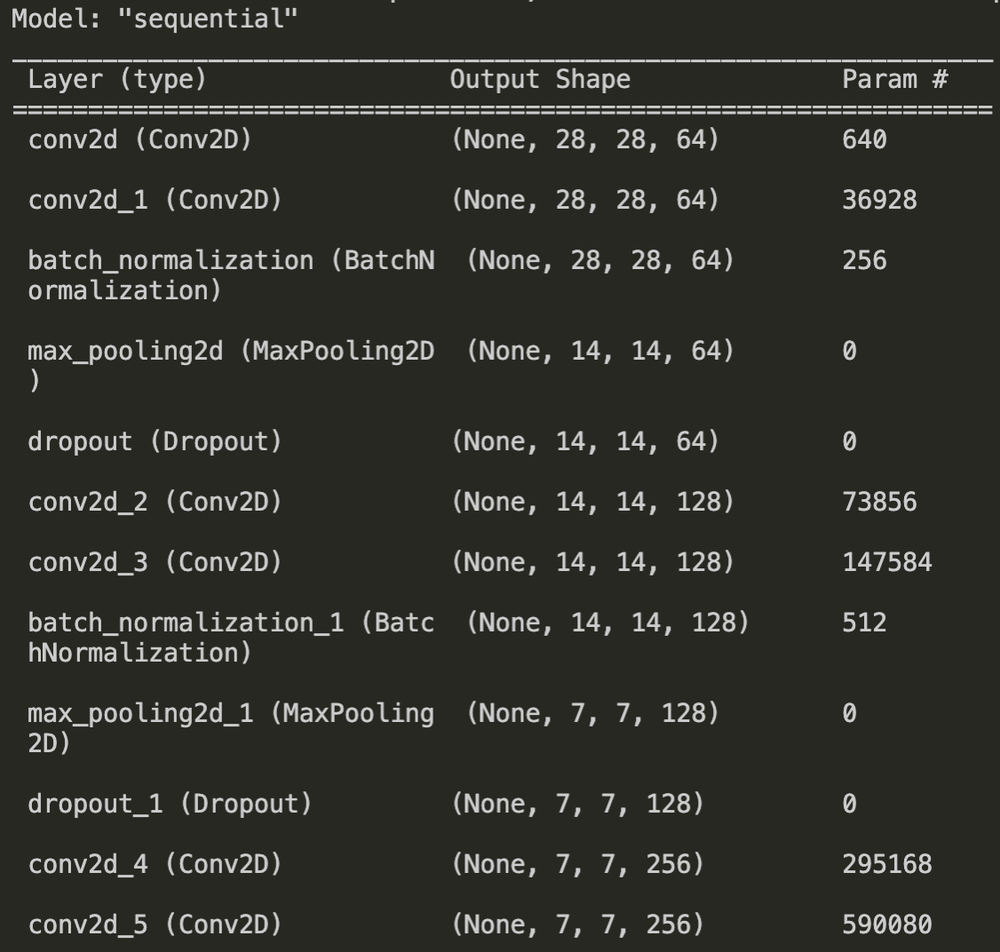 Model: "sequential"
Layer (type) Output Shape Param #
conv2d (Conv2D) (None, 28, 28, 64) 640
conv2d_1 (Conv2D) (None, 28, 28, 64) 36928
batch_normalization (BatchN (None, 28, 28, 64) 256
ormalization)
max_pooling2d (MaxPooling2D (None, 14, 14, 64) 0
)
dropout (Dropout) (None, 14, 14, 64) 0
conv2d_2 (Conv2D) (None, 14, 14, 128) 73856
conv2d_3 (Conv2D) (None, 14, 14, 128) 147584
batch_normalization_1 (Batc (None, 14, 14, 128) 512
hNormalization)
max_pooling2d_1 (MaxPooling (None, 7, 7, 128) 0
2D)
dropout_1 (Dropout) (None, 7, 7, 128) 0
conv2d_4 (Conv2D) (None, 7, 7, 256) 295168
conv2d_5 (Conv2D) (None, 7, 7, 256) 590080